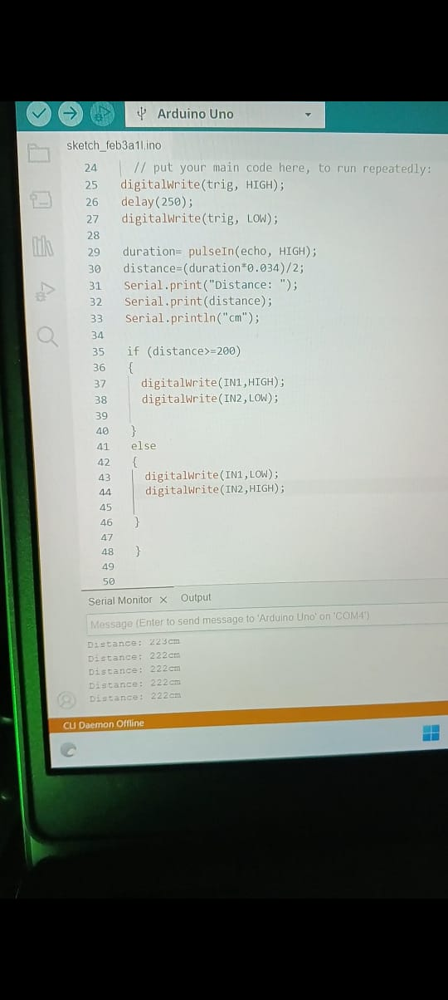 Arduino Uno
sketch_feb3a1l.ino
24 // put your main code here, to run repeatedly:
25 digitalWrite(trig, HIGH);
26 delay(250);
27 digitalWrite(trig, LOW);
28
29 duration= pulseIn(echo, HIGH);
30 distance=(duration*0.034)/2;
31 Serial.print("Distance: ");
32 Serial.print(distance);
33 Serial.println("cm");
34
35 if (distance>=200)
36 {
37 digitalWrite(IN1,HIGH);
38 digitalWrite(IN2,LOW);
39
40 }
41 else
42 {
43 digitalWrite(IN1,LOW);
44 digitalWrite(IN2,HIGH);
45
46 }
47
48 }
49
50
Serial Monitor × Output
Message (Enter to send message to 'Arduino Uno' on 'COM4')
Distance: 223cm
Distance: 222cm
Distance: 222cm
Distance: 222cm
Distance: 222cm
CLI Daemon Offline